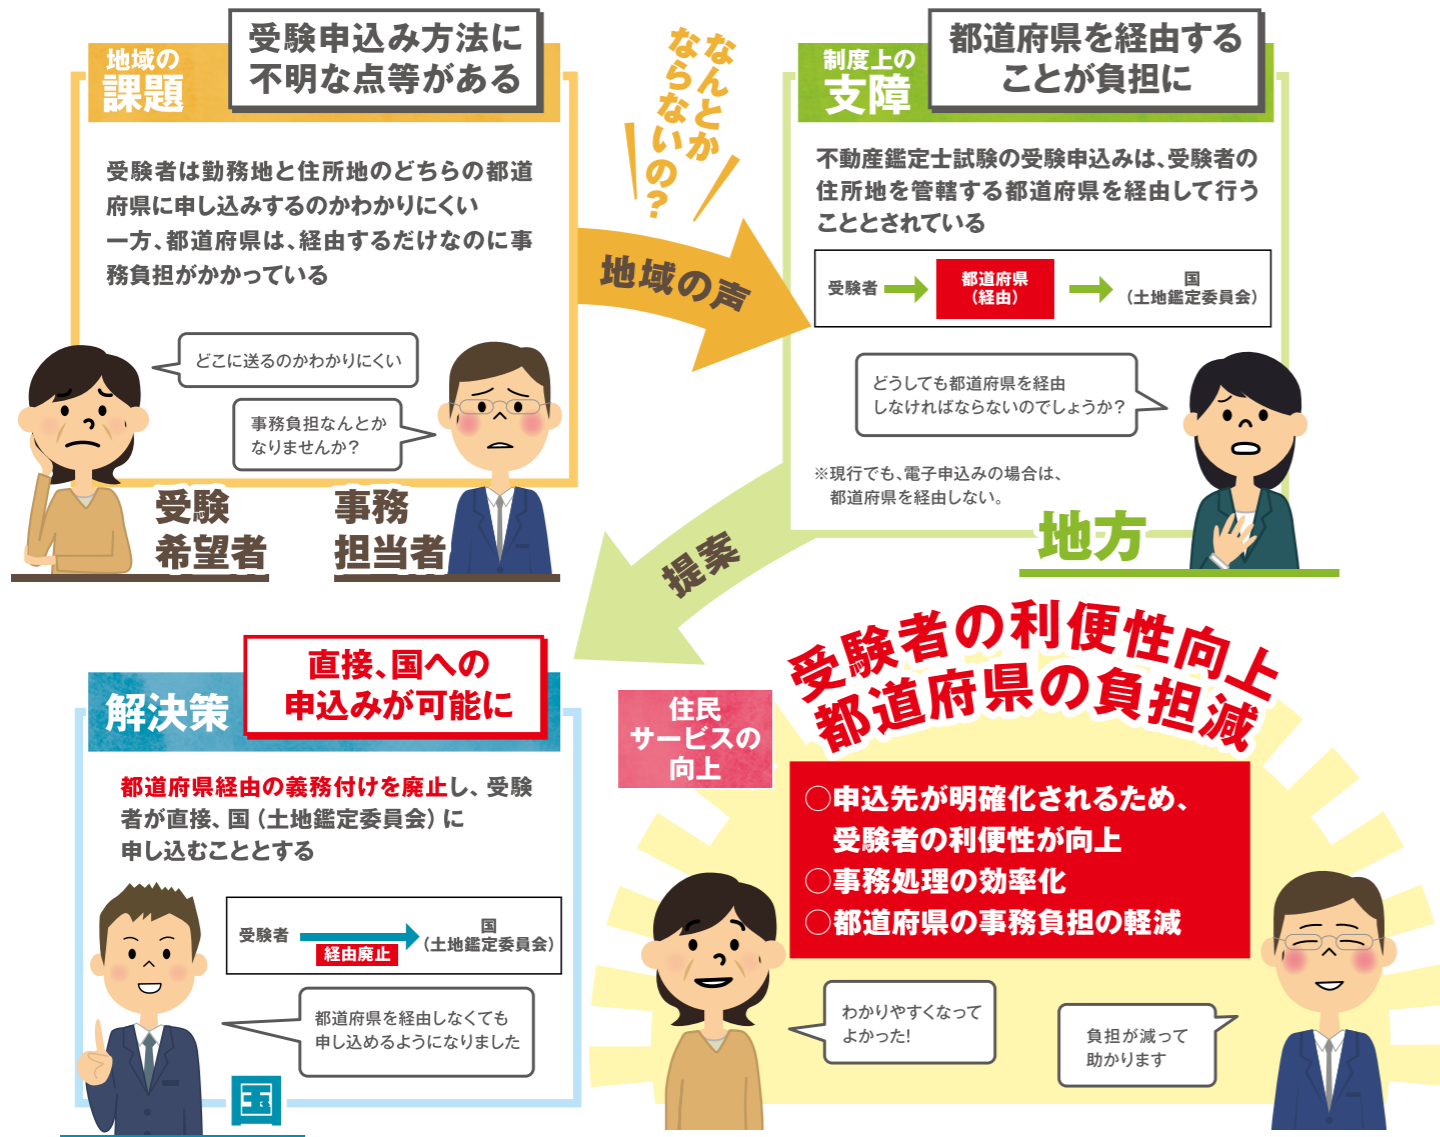 地域の
課題
受験申込み方法に
不明な点等がある
受験者は勤務地と住所地のどちらの都道
府県に申し込みするのかわかりにくい
一方、都道府県は、経由するだけなのに事
務負担がかかっている
どこに送るのかわかりにくい
事務負担なんとか
なりませんか？
受験
希望者
事務
担当者
なんとか
ならないの？
地域の声
制度上の
支障
都道府県を経由する
ことが負担に
不動産鑑定士試験の受験申込みは、受験者の
住所地を管轄する都道府県を経由して行う
こととされている
受験者
都道府県
（経由）
国
（土地鑑定委員会）
どうしても都道府県を経由
しなければならないのでしょうか？
※現行でも、電子申込みの場合は、
都道府県を経由しない。
地方
提案
解決策
直接、国への
申込みが可能に
都道府県経由の義務付けを廃止し、受験
者が直接、国（土地鑑定委員会）に
申し込むこととする
受験者
経由廃止
国
（土地鑑定委員会）
都道府県を経由しなくても
申し込めるようになりました
国
住民
サービスの
向上
受験者の利便性向上
都道府県の負担減
○申込先が明確化されるため、
受験者の利便性が向上
○事務処理の効率化
○都道府県の事務負担の軽減
わかりやすくなって
よかった！
負担が減って
助かります